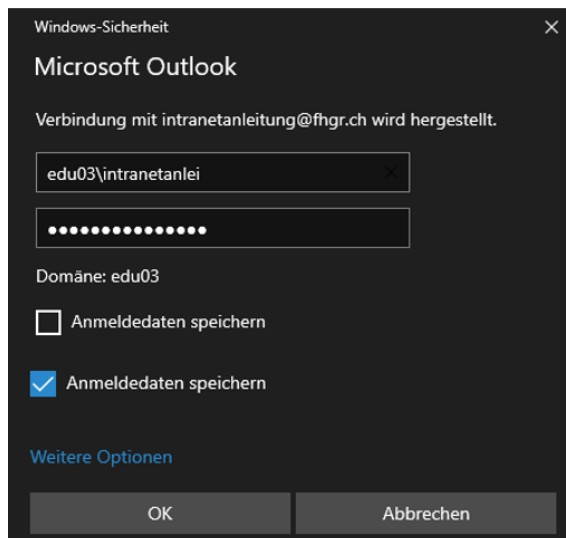 Windows-Sicherheit
Microsoft Outlook
Verbindung mit intranetanleitung@fhgr.ch wird hergestellt.
edu03\intranetanlei
●●●●●●●●●●●●●●●
Domäne: edu03
Anmeldedaten speichern
Anmeldedaten speichern
Weitere Optionen
OK Abbrechen